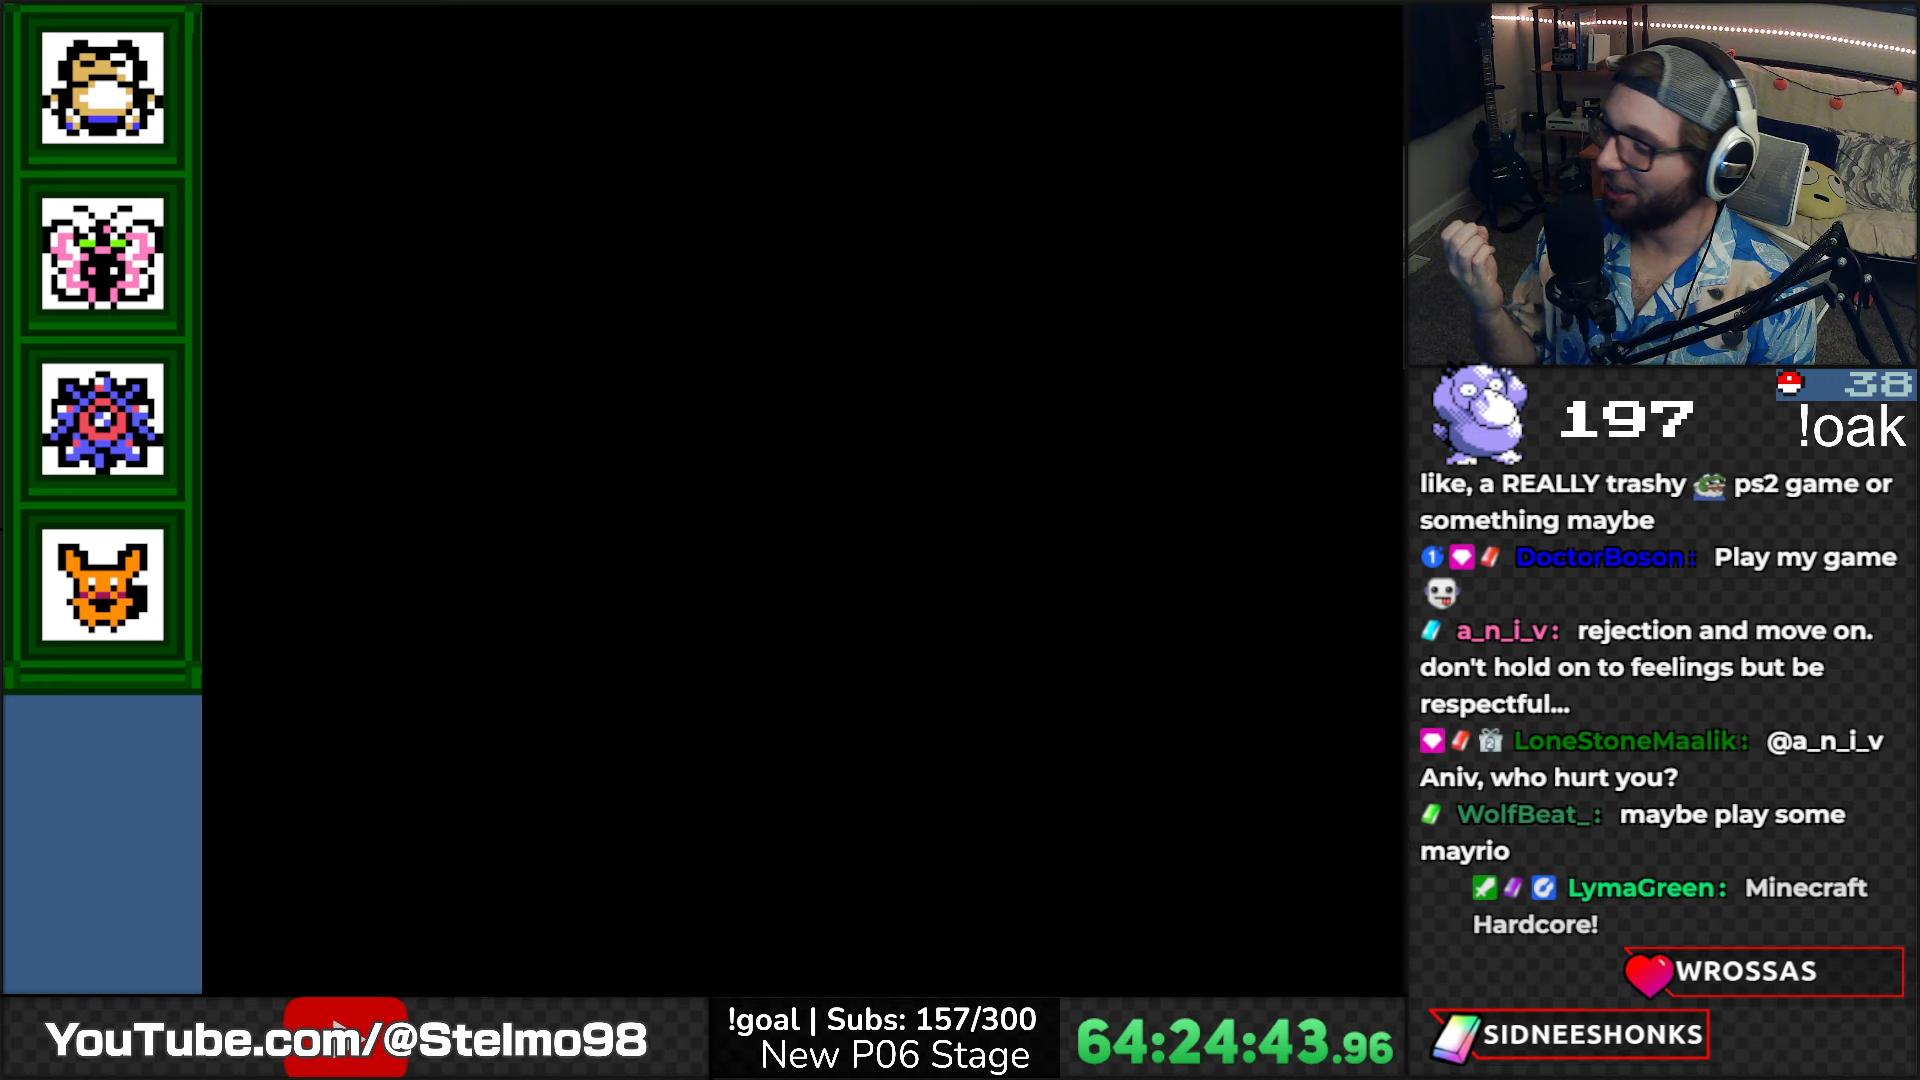 38
197
!oak
like, a REALLY trashy ps2 game or
something maybe
DoctorBoson: Play my game
a_n_i_v: rejection and move on.
don't hold on to feelings but be
respectful...
2 LoneStoneMaalik: @a_n_i_v
Aniv, who hurt you?
WolfBeat_: maybe play some
mayrio
LymaGreen: Minecraft
Hardcore!
WROSSAS
SIDNEESHONKS
YouTube.com/@Stelmo98
!goal | Subs: 157/300
New P06 Stage
64:24:43.96